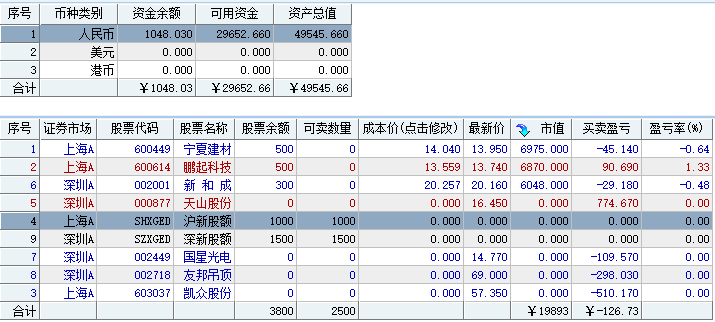 序号 币种类别 资金余额 可用资金 资产总值
1 人民币 1048.030 29652.660 49545.660
2 美元 0.000 0.000 0.000
3 港币 0.000 0.000 0.000
合计 ￥1048.03 ￥29652.66 ￥49545.66
序号 证券市场 股票代码 股票名称 股票余额 可卖数量 成本价(点击修改) 最新价 市值 买卖盈亏 盈亏率(%)
1 上海A 600449 宁夏建材 500 0 14.040 13.950 6975.000 -45.140 -0.64
2 上海A 600614 鹏起科技 500 0 13.559 13.740 6870.000 90.690 1.33
6 深圳A 002001 新 和 成 300 0 20.257 20.160 6048.000 -29.180 -0.48
5 深圳A 000877 天山股份 0 0 0.000 16.450 0.000 774.670 0.00
4 上海A SHXGED 沪新股额 1000 1000 0.000 0.000 0.000 0.000 0.00
9 深圳A SZXGED 深新股额 1500 1500 0.000 0.000 0.000 0.000 0.00
7 深圳A 002449 国星光电 0 0 0.000 14.770 0.000 -109.570 0.00
8 深圳A 002718 友邦吊顶 0 0 0.000 69.000 0.000 -298.030 0.00
3 上海A 603037 凯众股份 0 0 0.000 57.350 0.000 -510.170 0.00
合计 3800 2500 ￥19893 ￥-126.73